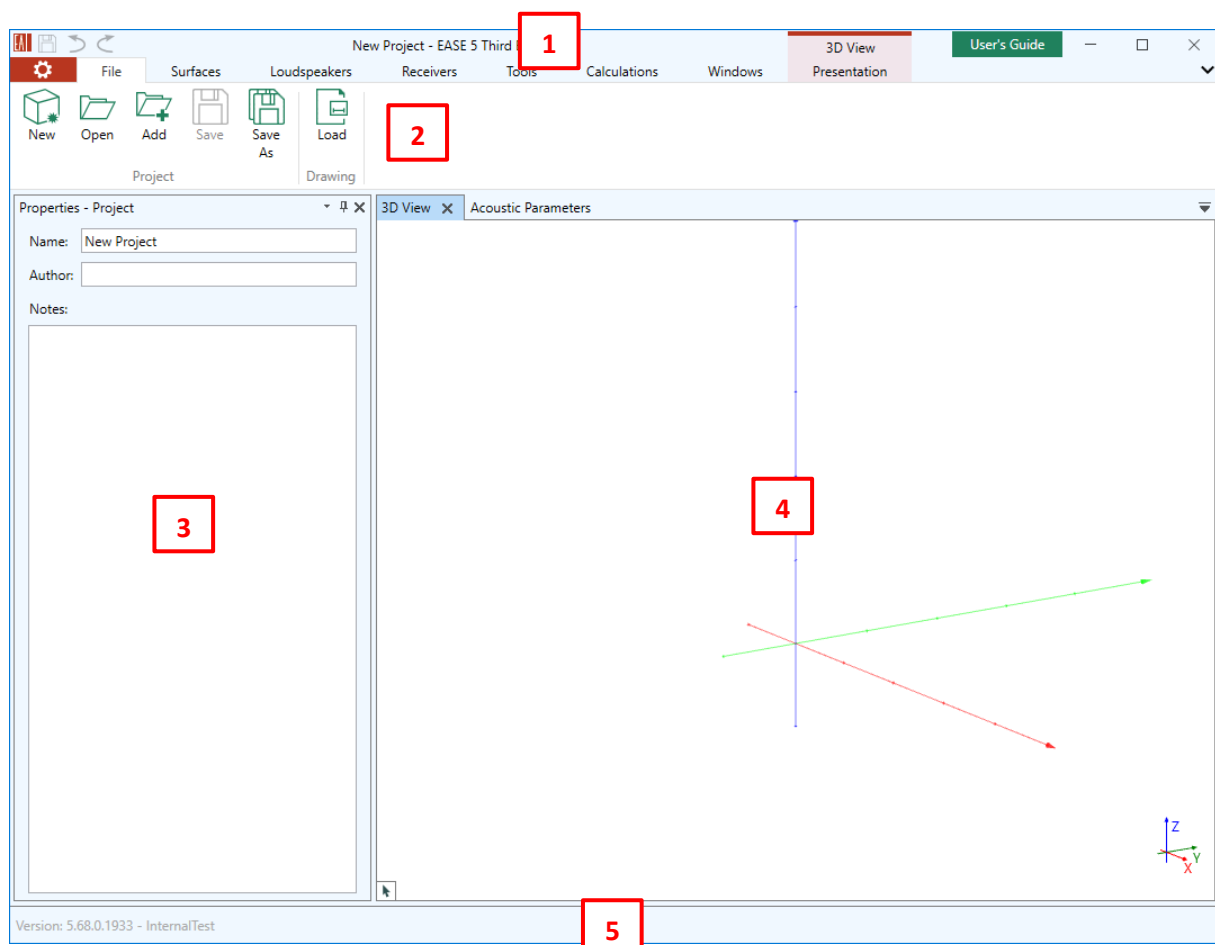 EASE
New Project - EASE 5 Third
1
3D View
User's Guide
File Surfaces Loudspeakers Receivers Tools Calculations Windows Presentation
New Open Add Save Save As Load
2
Project Drawing
Properties - Project
3D View Acoustic Parameters
Name: New Project
Author:
Notes:
3
4
Z
Y
X
Version: 5.68.0.1933 - InternalTest
5